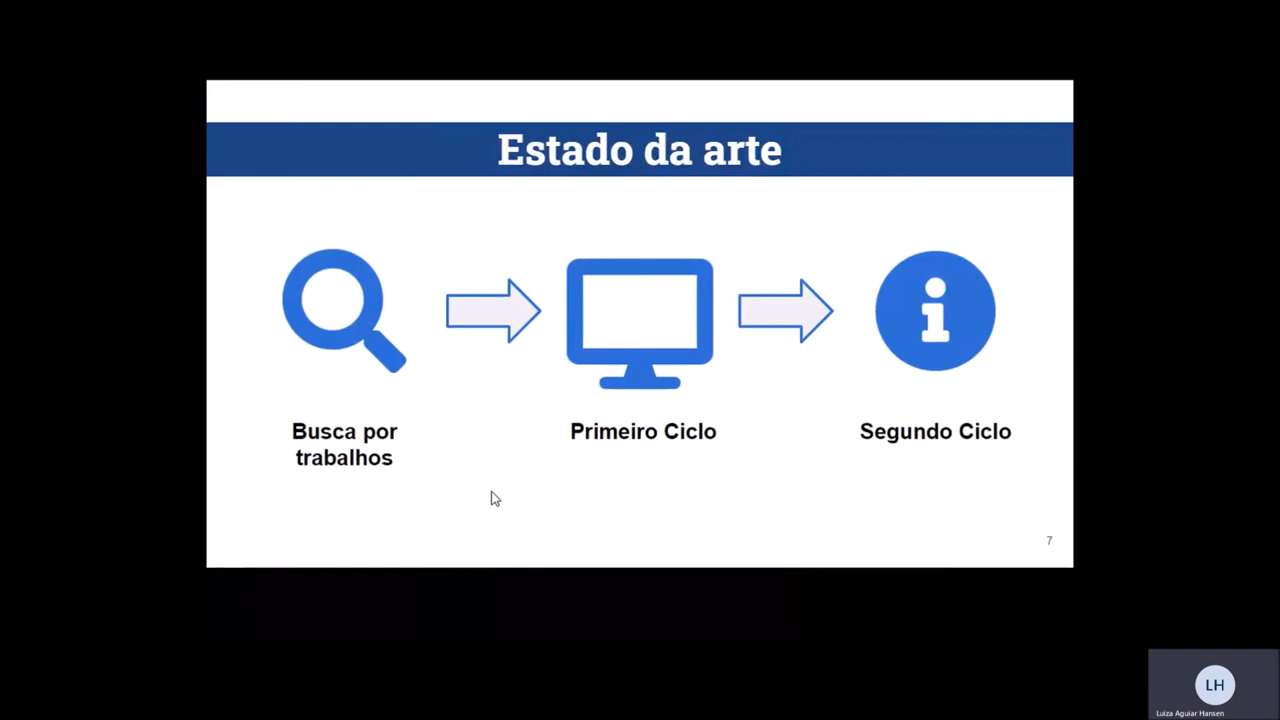 Estado da arte
Busca por
trabalhos
Primeiro Ciclo
Segundo Ciclo
7
LH
Luiza Aguiar Hansen